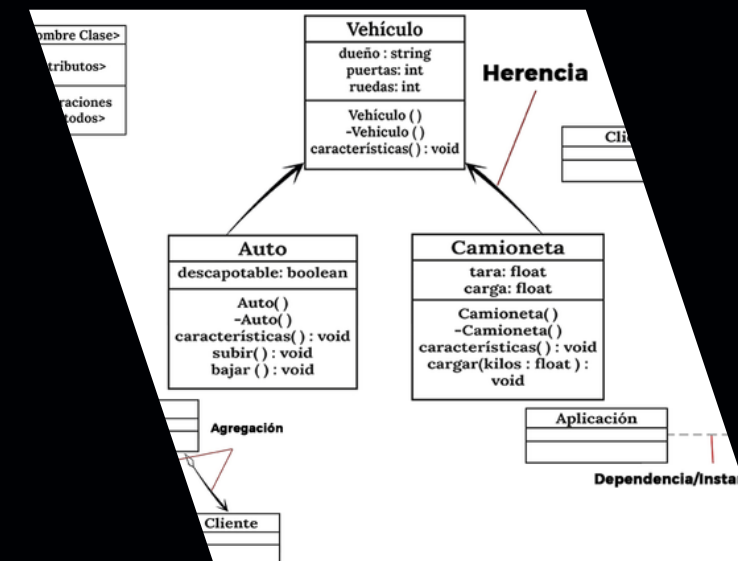 ombre Clase>
tributos>
raciones
todos>
Vehículo
dueño : string
puertas: int
ruedas: int
Vehículo ( )
-Vehiculo ( )
características( ) : void
Herencia
Cli
Auto
descapotable: boolean
Auto( )
-Auto( )
características( ) : void
subir( ) : void
bajar ( ) : void
Camioneta
tara: float
carga: float
Camioneta( )
-Camioneta( )
características( ) : void
cargar(kilos : float ) :
void
Agregación
Cliente
Aplicación
Dependencia/Insta